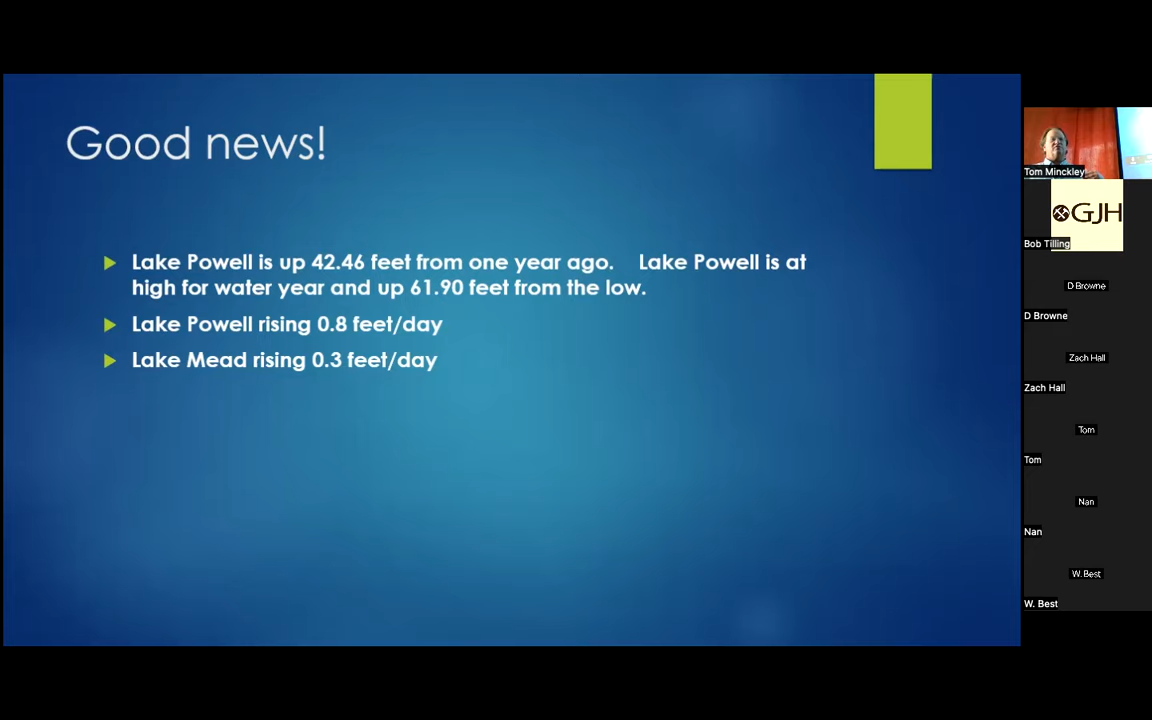 Good news!
Lake Powell is up 42.46 feet from one year ago. Lake Powell is at
high for water year and up 61.90 feet from the low.
Lake Powell rising 0.8 feet/day
Lake Mead rising 0.3 feet/day
Tom Minckley
GJH
Bob Tilling
D Browne
D Browne
Zach Hall
Zach Hall
Tom
Tom
Nan
Nan
W. Best
W. Best